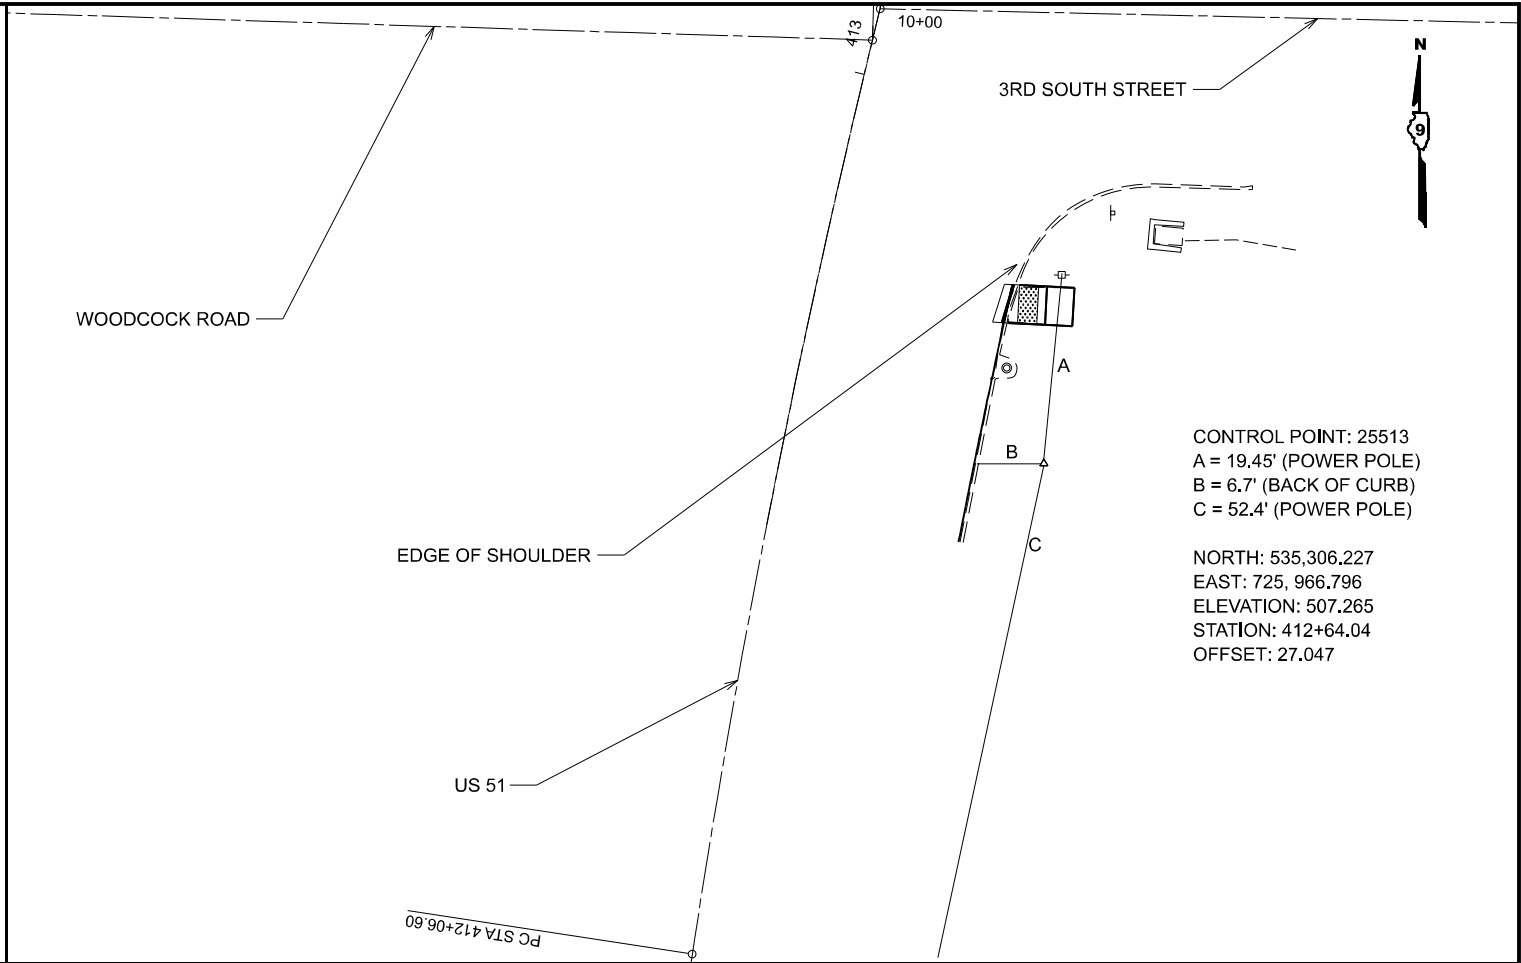 413
10+00
3RD SOUTH STREET
N
9
WOODCOCK ROAD
A
B
CONTROL POINT: 25513
A = 19.45' (POWER POLE)
B = 6.7' (BACK OF CURB)
C = 52.4' (POWER POLE)
C
EDGE OF SHOULDER
NORTH: 535,306.227
EAST: 725, 966.796
ELEVATION: 507.265
STATION: 412+64.04
OFFSET: 27.047
US 51
PC STA 412+06.60